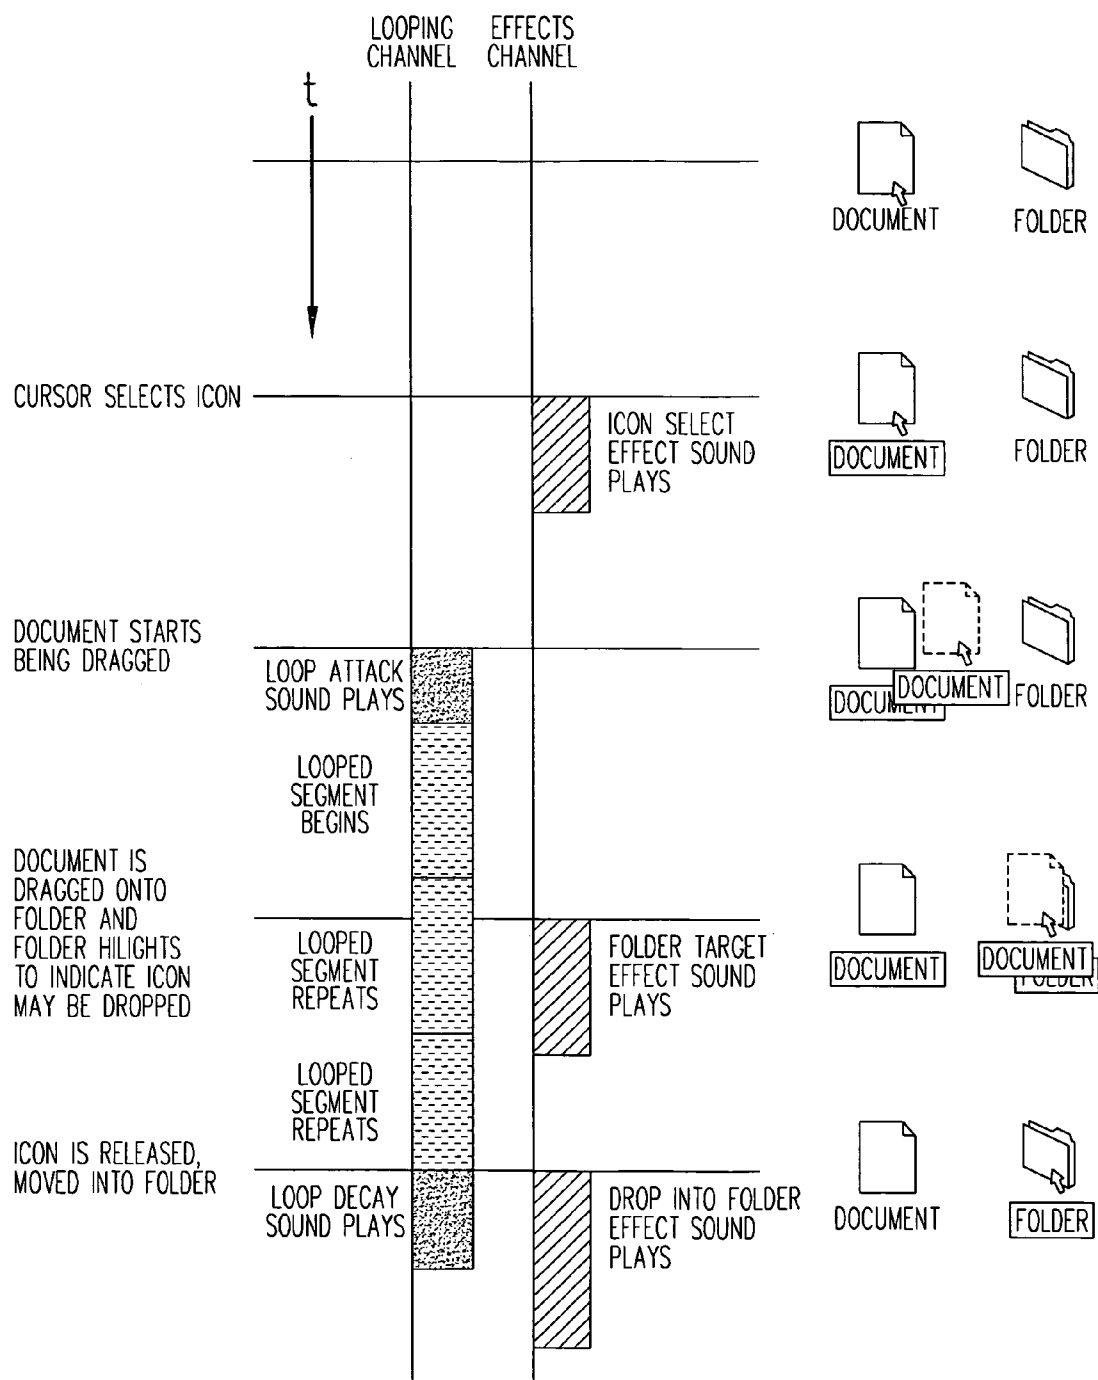 LOOPING
CHANNEL
EFFECTS
CHANNEL
t
DOCUMENT
FOLDER
CURSOR SELECTS ICON
ICON SELECT
EFFECT SOUND
PLAYS
DOCUMENT
FOLDER
DOCUMENT STARTS
BEING DRAGGED
LOOP ATTACK
SOUND PLAYS
DOCUMENT
DOCUMENT
FOLDER
LOOPED
SEGMENT
BEGINS
DOCUMENT IS
DRAGGED ONTO
FOLDER AND
FOLDER HILIGHTS
TO INDICATE ICON
MAY BE DROPPED
LOOPED
SEGMENT
REPEATS
FOLDER TARGET
EFFECT SOUND
PLAYS
DOCUMENT
DOCUMENT
FOLDER
LOOPED
SEGMENT
REPEATS
ICON IS RELEASED,
MOVED INTO FOLDER
LOOP DECAY
SOUND PLAYS
DROP INTO FOLDER
EFFECT SOUND
PLAYS
DOCUMENT
FOLDER